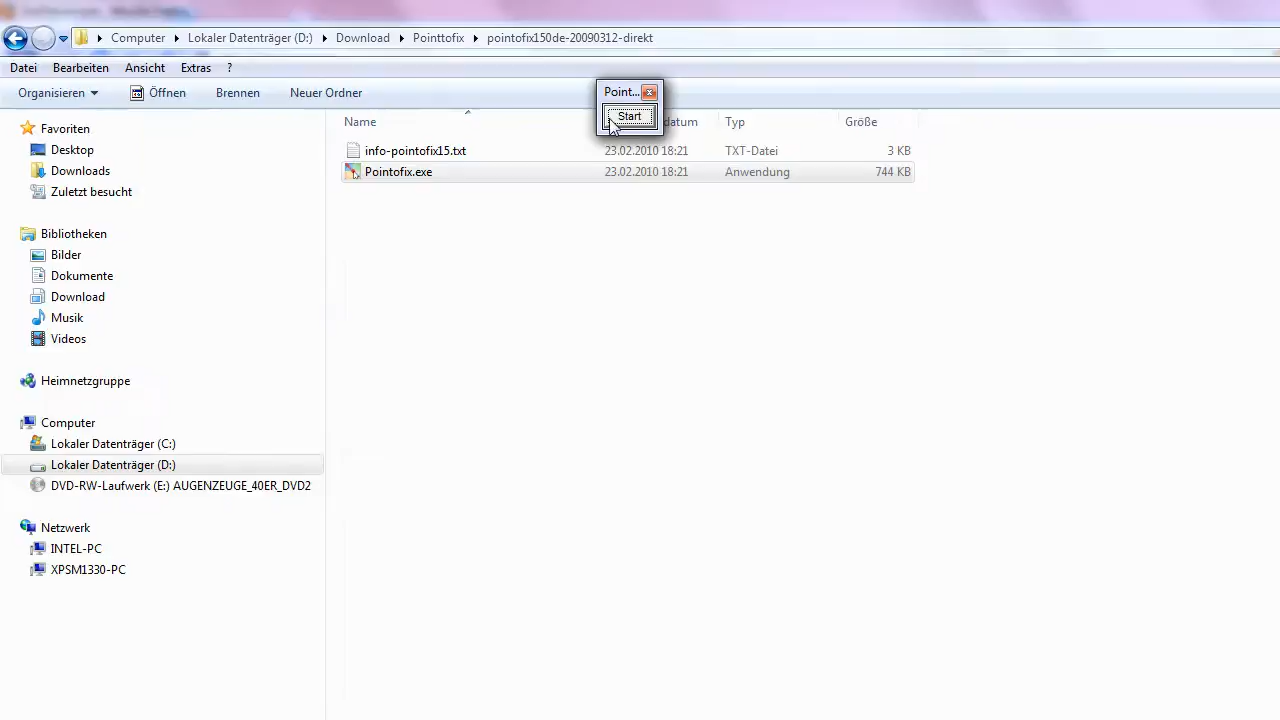 Computer Lokaler Datenträger (D:) Download Pointtofix pointofix150de-20090312-direkt
Datei Bearbeiten Ansicht Extras ?
Organisieren Öffnen Brennen Neuer Ordner
Point...
Start
Name datum Typ Größe
info-pointofix15.txt 23.02.2010 18:21 TXT-Datei 3 KB
Pointofix.exe 23.02.2010 18:21 Anwendung 744 KB
Favoriten
Desktop
Downloads
Zuletzt besucht
Bibliotheken
Bilder
Dokumente
Download
Musik
Videos
Heimnetzgruppe
Computer
Lokaler Datenträger (C:)
Lokaler Datenträger (D:)
DVD-RW-Laufwerk (E:) AUGENZEUGE_40ER_DVD2
Netzwerk
INTEL-PC
XPSM1330-PC